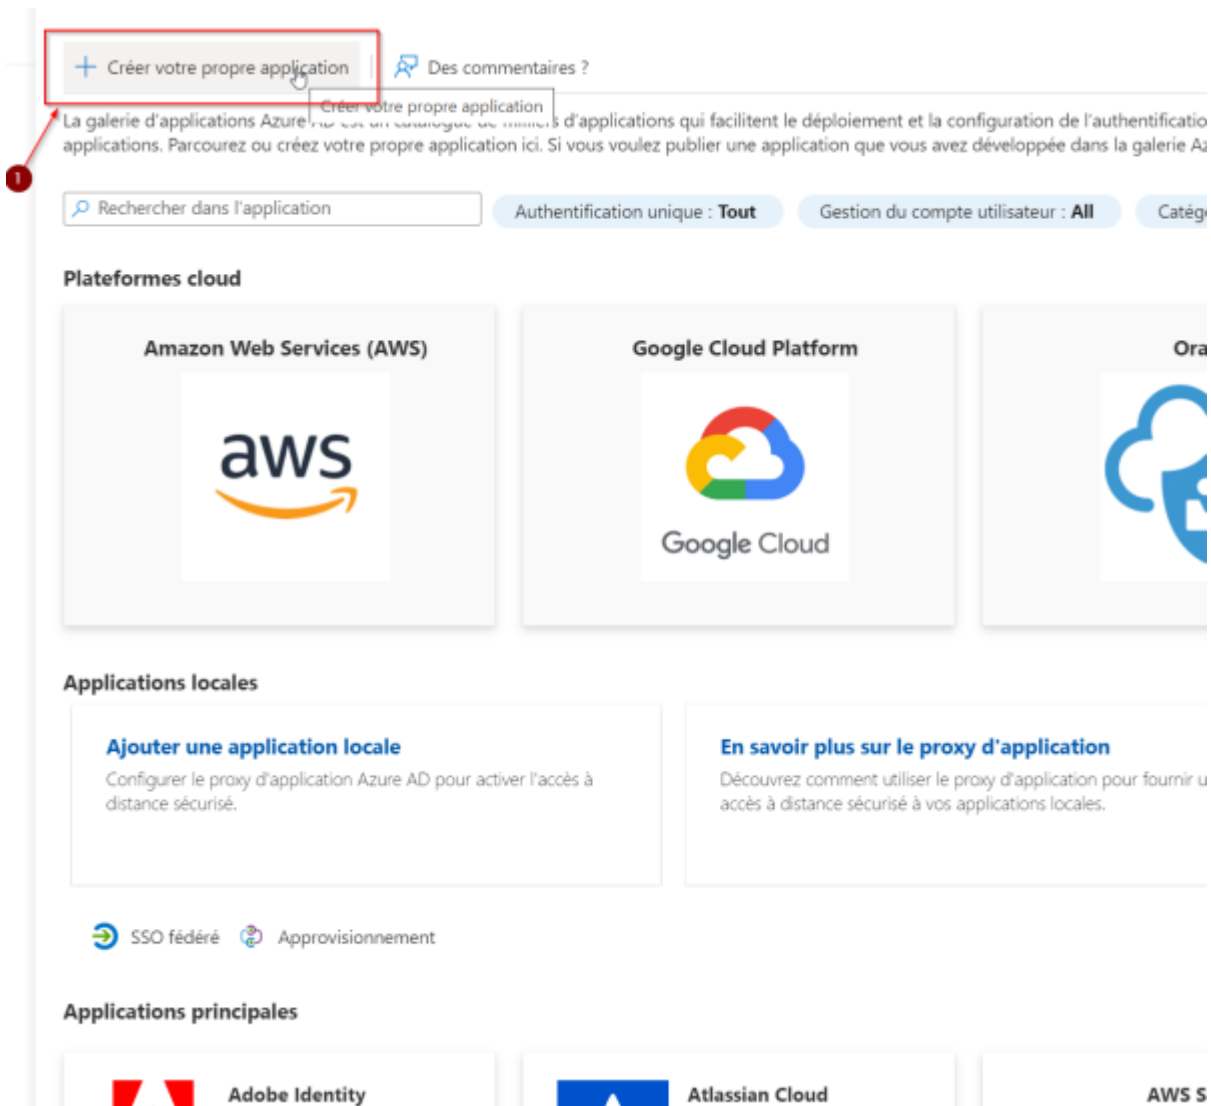 Créer votre propre application
Des commentaires ?
Créer votre propre application
La galerie d'applications Azure AD est un catalogue de milliers d'applications qui facilitent le déploiement et la configuration de l'authentificatio
applications. Parcourez ou créez votre propre application ici. Si vous voulez publier une application que vous avez développée dans la galerie Az
1
Rechercher dans l'application
Authentification unique : Tout
Gestion du compte utilisateur : All
Catég
Plateformes cloud
Amazon Web Services (AWS)
Google Cloud Platform
Ora
aws
Google Cloud
Applications locales
Ajouter une application locale
En savoir plus sur le proxy d'application
Configurer le proxy d'application Azure AD pour activer l'accès à
distance sécurisé.
Découvrez comment utiliser le proxy d'application pour fournir u
accès à distance sécurisé à vos applications locales.
SSO fédéré
Approvisionnement
Applications principales
Adobe Identity
Atlassian Cloud
AWS S